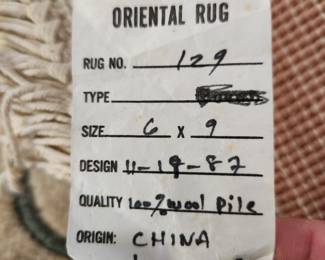 ORIENTAL RUG
RUG NO. 129
TYPE
SIZE 6 X 9
DESIGN 11-19-87
QUALITY 100% wool Pile
ORIGIN: CHINA